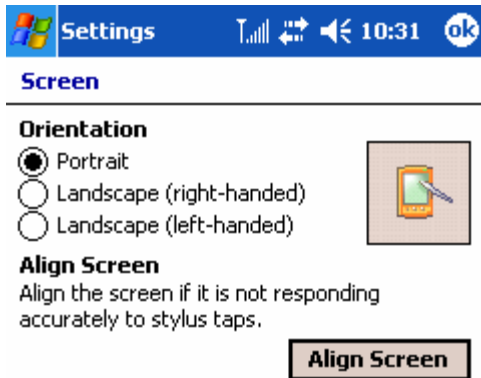 Settings 10:31 ok
Screen
Orientation
Portrait
Landscape (right-handed)
Landscape (left-handed)
Align Screen
Align the screen if it is not responding
accurately to stylus taps.
Align Screen